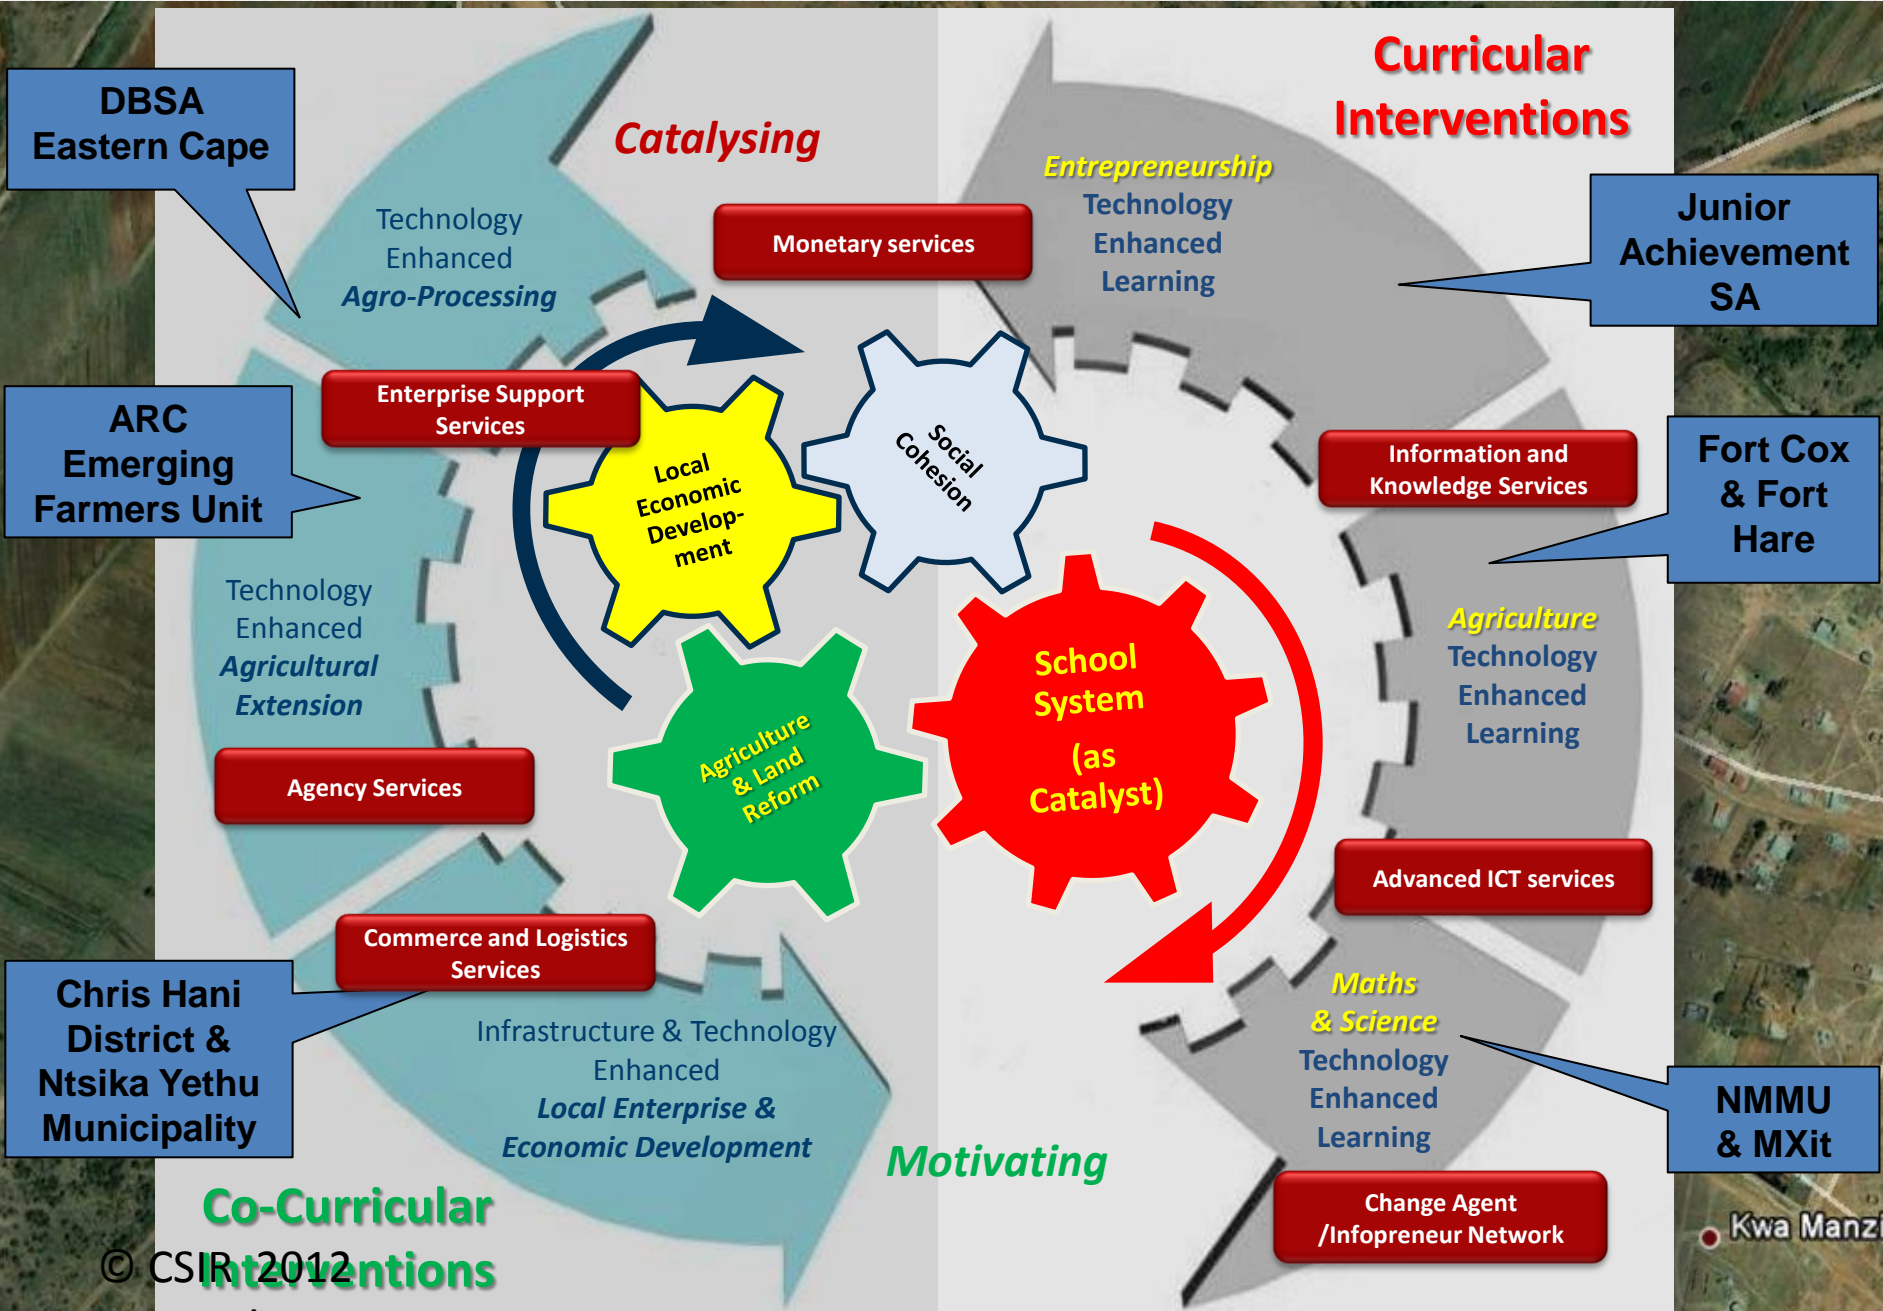 Curricular
Interventions
DBSA
Eastern Cape
Catalysing
Entrepreneurship
Technology
Enhanced
Learning
Junior
Achievement
SA
Technology
Enhanced
Agro-Processing
Monetary services
Enterprise Support
Services
ARC
Emerging
Farmers Unit
Local
Economic
Develop-
ment
Social
Cohesion
Information and
Knowledge Services
Fort Cox
& Fort
Hare
Technology
Enhanced
Agricultural
Extension
School
System
(as
Catalyst)
Agriculture
Technology
Enhanced
Learning
Agriculture
& Land
Reform
Agency Services
Advanced ICT services
Commerce and Logistics
Services
Chris Hani
District &
Ntsika Yethu
Municipality
Infrastructure & Technology
Enhanced
Local Enterprise &
Economic Development
Maths
& Science
Technology
Enhanced
Learning
NMMU
& MXit
Motivating
Change Agent
/Infopreneur Network
Kwa Manzi
Co-Curricular
Interventions
© CSIR 2012